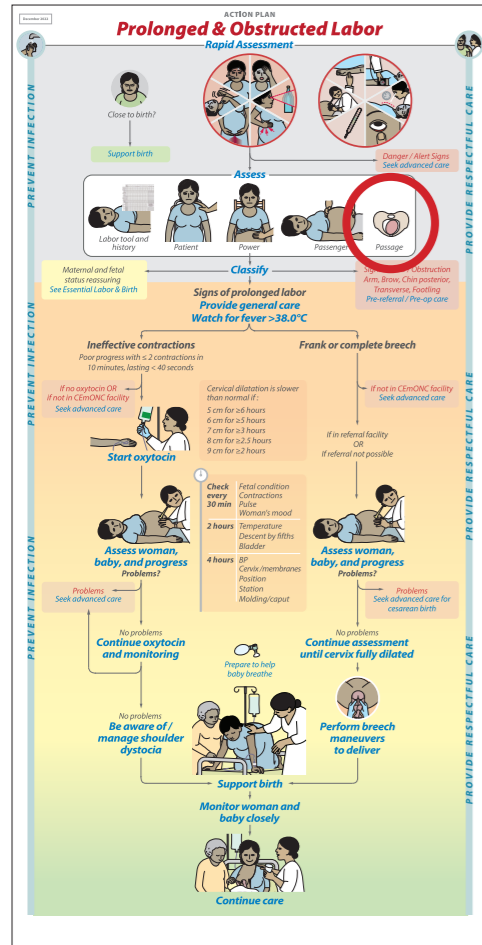 November 2022
ACTION PLAN
Prolonged & Obstructed Labor
Rapid Assessment
PREVENT INFECTION
PROVIDE RESPECTFUL CARE
Close to birth?
Support birth
Danger / Alert Signs
Seek advanced care
Assess
Labor tool and
history
Patient
Power
Passenger
Passage
Maternal and fetal
status reassuring
See Essential Labor & Birth
Classify
Obstruction
Arm, Brow, Chin posterior,
Transverse, Footling
Pre-referral / Pre-op care
Signs of prolonged labor
Provide general care
Watch for fever >38.0°C
PREVENT INFECTION
PROVIDE RESPECTFUL CARE
Ineffective contractions
Poor progress with ≤ 2 contractions in
10 minutes, lasting < 40 seconds
If no oxytocin OR
If not in CEmONC facility
Seek advanced care
Start oxytocin
Cervical dilatation is slower
than normal if :
5 cm for ≥6 hours
6 cm for ≥5 hours
7 cm for ≥3 hours
8 cm for ≥2.5 hours
9 cm for ≥2 hours
Frank or complete breech
If not in CEmONC facility
Seek advanced care
If in referral facility
OR
If referral not possible
Check
every
30 min
Fetal condition
Contractions
Pulse
Woman's mood
2 hours
Temperature
Descent by fifths
Bladder
4 hours
BP
Cervix/membranes
Position
Station
Molding/caput
Assess woman,
baby, and progress
Problems?
Problems
Seek advanced care
No problems
Continue oxytocin
and monitoring
No problems
Be aware of /
manage shoulder
dystocia
Assess woman,
baby, and progress
Problems?
Problems
Seek advanced care for
cesarean birth
No problems
Continue assessment
until cervix fully dilated
Perform breech
maneuvers
to deliver
PREVENT INFECTION
PROVIDE RESPECTFUL CARE
Prepare to help
baby breathe
Support birth
Monitor woman and
baby closely
Continue care